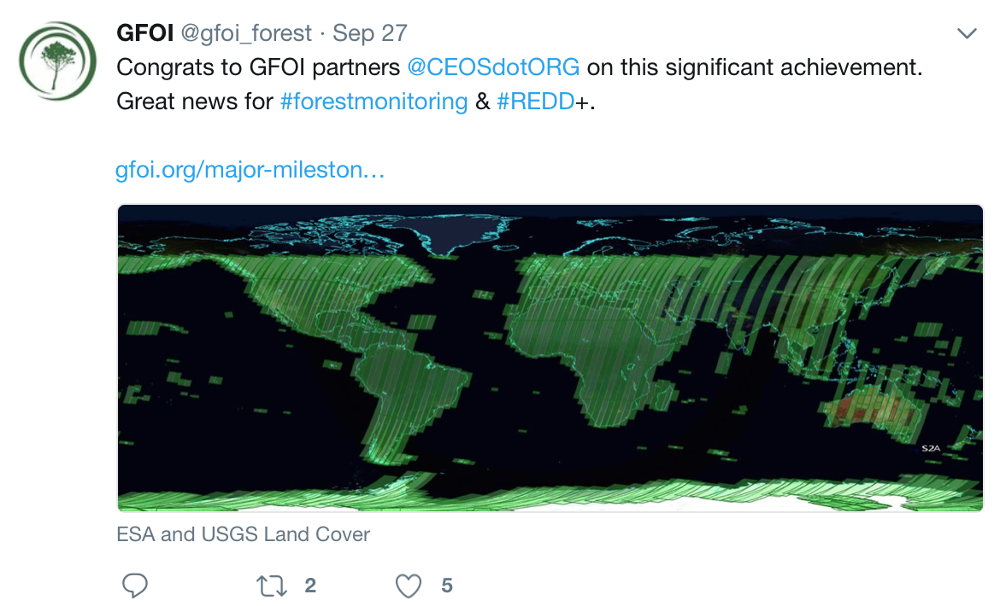 GFOI @gfoi_forest · Sep 27
Congrats to GFOI partners @CEOSdotORG on this significant achievement.
Great news for #forestmonitoring & #REDD+.
gfoi.org/major-mileston…
S2A
ESA and USGS Land Cover
2 5